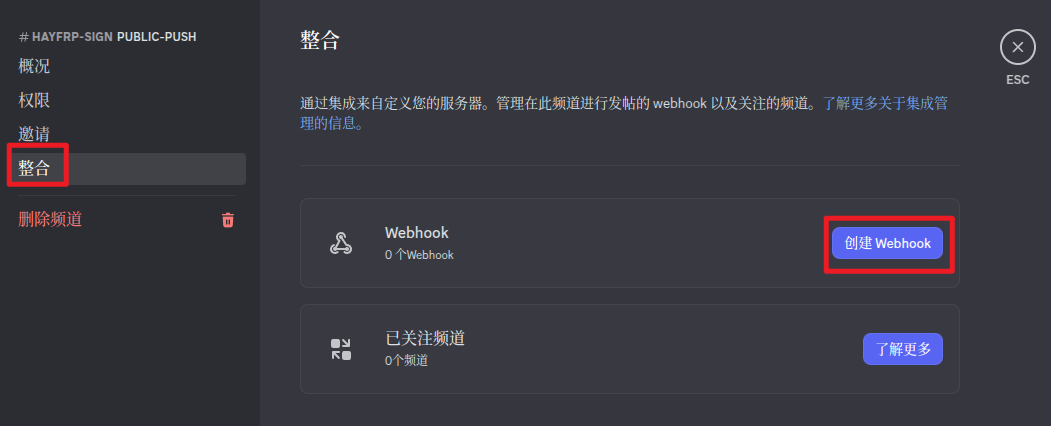 # HAYFRP-SIGN PUBLIC-PUSH
概况
权限
邀请
整合
删除频道
整合
ESC
通过集成来自定义您的服务器。管理在此频道进行发帖的 webhook 以及关注的频道。了解更多关于集成管
理的信息。
Webhook
0 个Webhook
创建 Webhook
已关注频道
0个频道
了解更多